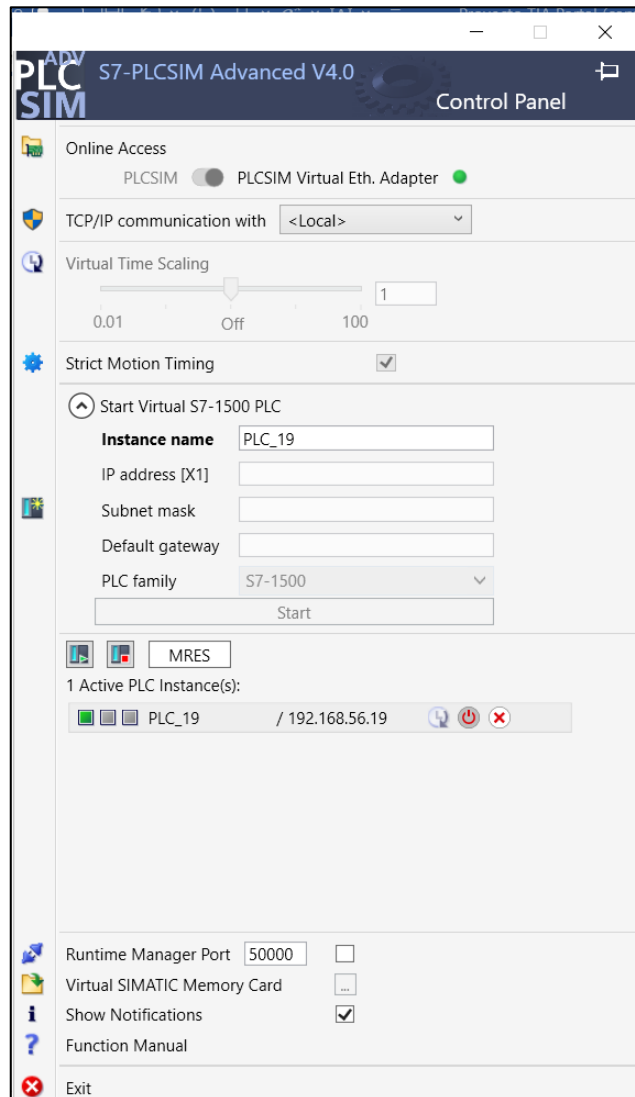 ADV
PLC
SIM
S7-PLCSIM Advanced V4.0
Control Panel
Online Access
PLCSIM PLCSIM Virtual Eth. Adapter
TCP/IP communication with <Local>
Virtual Time Scaling
1
0.01 Off 100
Strict Motion Timing
Start Virtual S7-1500 PLC
Instance name PLC_19
IP address [X1]
Subnet mask
Default gateway
PLC family S7-1500
Start
MRES
1 Active PLC Instance(s):
PLC_19 / 192.168.56.19
Runtime Manager Port 50000
Virtual SIMATIC Memory Card ...
Show Notifications
Function Manual
Exit